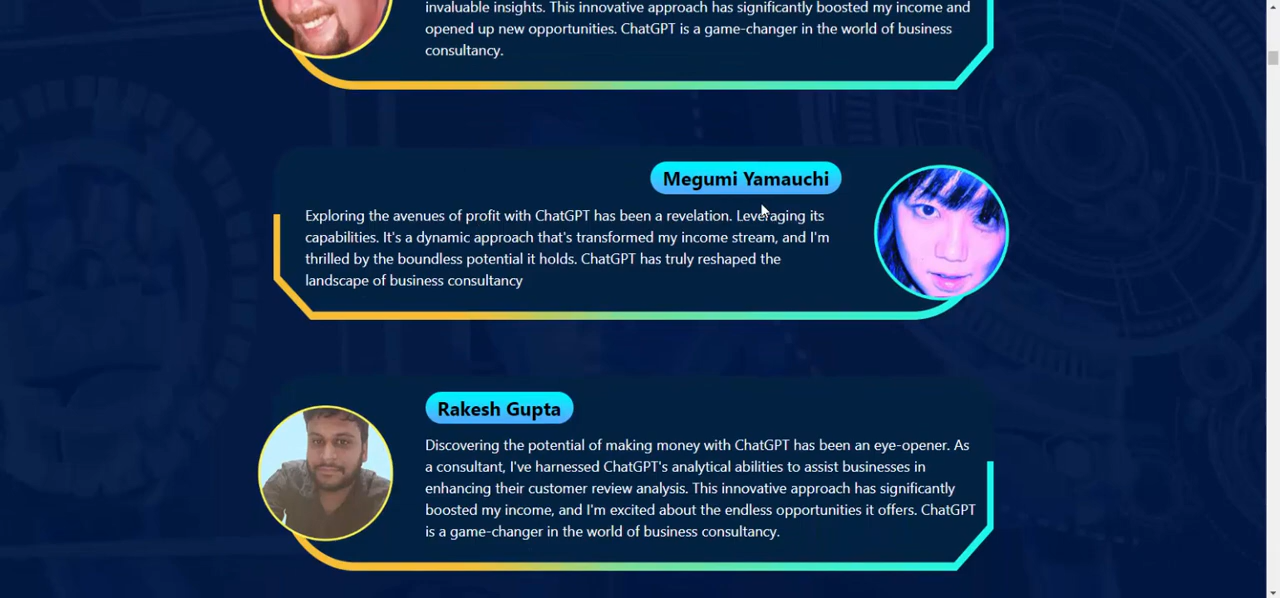 invaluable insights. This innovative approach has significantly boosted my income and
opened up new opportunities. ChatGPT is a game-changer in the world of business
consultancy.
Megumi Yamauchi
Exploring the avenues of profit with ChatGPT has been a revelation. Leveraging its
capabilities. It's a dynamic approach that's transformed my income stream, and I'm
thrilled by the boundless potential it holds. ChatGPT has truly reshaped the
landscape of business consultancy
Rakesh Gupta
Discovering the potential of making money with ChatGPT has been an eye-opener. As
a consultant, I've harnessed ChatGPT's analytical abilities to assist businesses in
enhancing their customer review analysis. This innovative approach has significantly
boosted my income, and I'm excited about the endless opportunities it offers. ChatGPT
is a game-changer in the world of business consultancy.